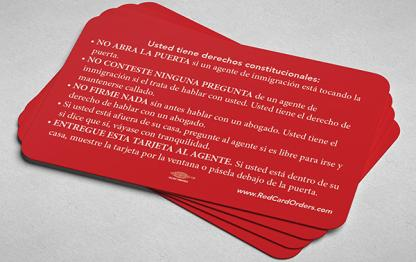 Usted tiene derechos constitucionales:
• NO ABRA LA PUERTA si un agente de inmigración está tocando la
puerta.
• NO CONTESTE NINGUNA PREGUNTA de un agente de
inmigración si el trata de hablar con usted. Usted tiene el derecho de
mantenerse callado.
• NO FIRME NADA sin antes hablar con un abogado. Usted tiene el
derecho de hablar con un abogado.
• Si usted está afuera de su casa, pregunte al agente si es libre para irse y
si dice que sí, váyase con tranquilidad.
• ENTREGUE ESTA TARJETA AL AGENTE. Si usted está dentro de su
casa, muestre la tarjeta por la ventana o pásela debajo de la puerta.
www.RedCardOrders.com